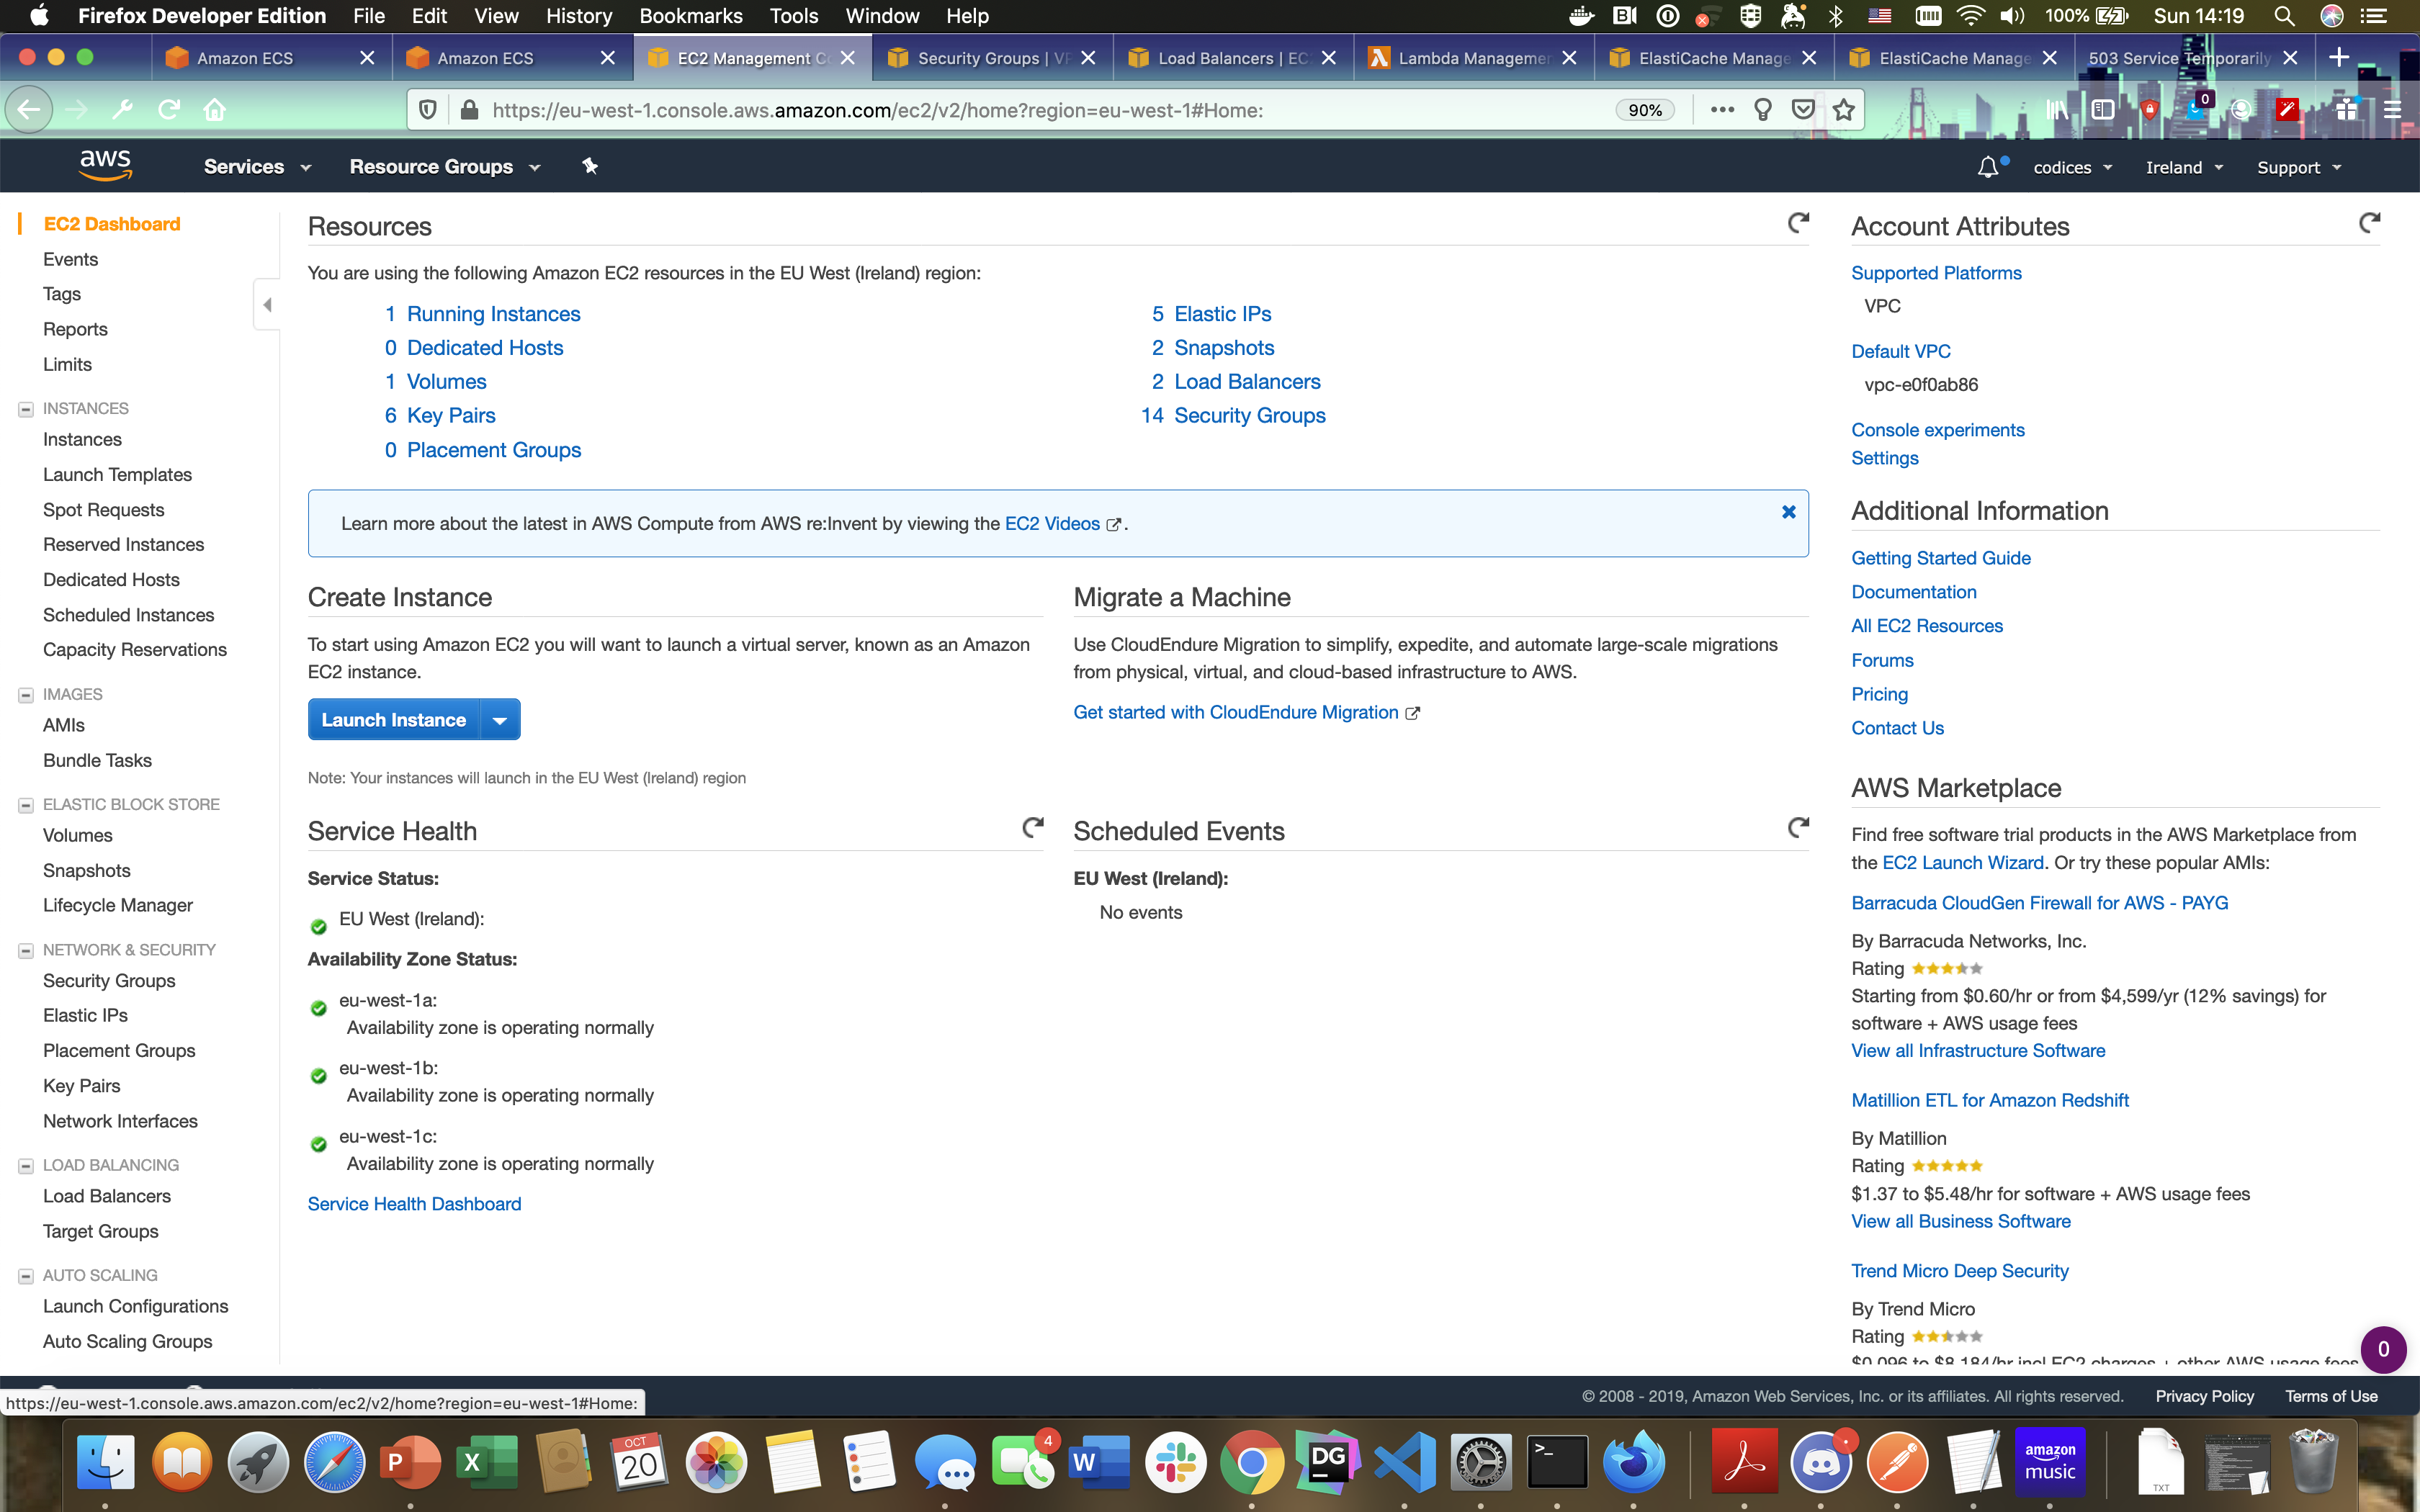 Firefox Developer Edition File Edit View History Bookmarks Tools Window Help 100% Sun 14:19
Amazon ECS Amazon ECS EC2 Management Co Security Groups | VP Load Balancers | EC Lambda Managemen ElastiCache Manage ElastiCache Manage 503 Service Temporarily
https://eu-west-1.console.aws.amazon.com/ec2/v2/home?region=eu-west-1#Home: 90% 0
aws Services Resource Groups codices Ireland Support
EC2 Dashboard
Events
Tags
Reports
Limits
INSTANCES
Instances
Launch Templates
Spot Requests
Reserved Instances
Dedicated Hosts
Scheduled Instances
Capacity Reservations
IMAGES
AMIs
Bundle Tasks
ELASTIC BLOCK STORE
Volumes
Snapshots
Lifecycle Manager
NETWORK & SECURITY
Security Groups
Elastic IPs
Placement Groups
Key Pairs
Network Interfaces
LOAD BALANCING
Load Balancers
Target Groups
AUTO SCALING
Launch Configurations
Auto Scaling Groups
Resources
You are using the following Amazon EC2 resources in the EU West (Ireland) region:
1 Running Instances
0 Dedicated Hosts
1 Volumes
6 Key Pairs
0 Placement Groups
5 Elastic IPs
2 Snapshots
2 Load Balancers
14 Security Groups
Learn more about the latest in AWS Compute from AWS re:Invent by viewing the EC2 Videos .
Create Instance
To start using Amazon EC2 you will want to launch a virtual server, known as an Amazon
EC2 instance.
Launch Instance
Note: Your instances will launch in the EU West (Ireland) region
Migrate a Machine
Use CloudEndure Migration to simplify, expedite, and automate large-scale migrations
from physical, virtual, and cloud-based infrastructure to AWS.
Get started with CloudEndure Migration
Service Health
Service Status:
EU West (Ireland):
Availability Zone Status:
eu-west-1a:
Availability zone is operating normally
eu-west-1b:
Availability zone is operating normally
eu-west-1c:
Availability zone is operating normally
Service Health Dashboard
Scheduled Events
EU West (Ireland):
No events
Account Attributes
Supported Platforms
VPC
Default VPC
vpc-e0f0ab86
Console experiments
Settings
Additional Information
Getting Started Guide
Documentation
All EC2 Resources
Forums
Pricing
Contact Us
AWS Marketplace
Find free software trial products in the AWS Marketplace from
the EC2 Launch Wizard. Or try these popular AMIs:
Barracuda CloudGen Firewall for AWS - PAYG
By Barracuda Networks, Inc.
Rating
Starting from $0.60/hr or from $4,599/yr (12% savings) for
software + AWS usage fees
View all Infrastructure Software
Matillion ETL for Amazon Redshift
By Matillion
Rating
$1.37 to $5.48/hr for software + AWS usage fees
View all Business Software
Trend Micro Deep Security
By Trend Micro
Rating
$0.096 to $8.184/hr incl EC2 charges + other AWS usage fees
0
https://eu-west-1.console.aws.amazon.com/ec2/v2/home?region=eu-west-1#Home:
© 2008 - 2019, Amazon Web Services, Inc. or its affiliates. All rights reserved. Privacy Policy Terms of Use
P X OCT 20 4 W DG >_ amazon music TXT